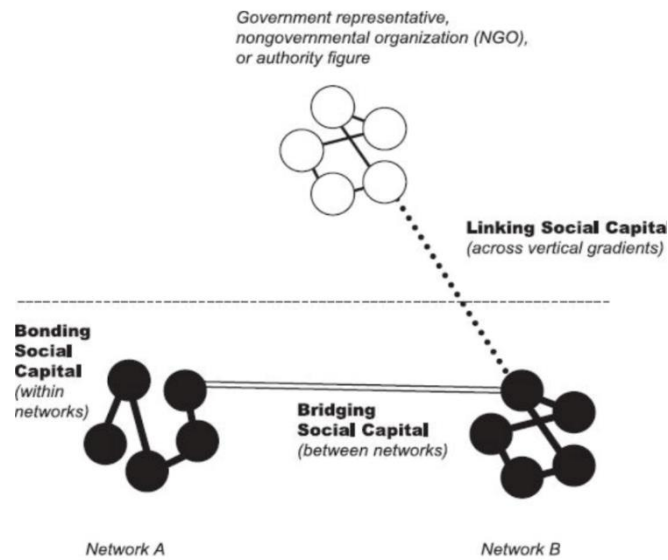 Government representative,
nongovernmental organization (NGO),
or authority figure
Linking Social Capital
(across vertical gradients)
Bonding
Social
Capital
(within
networks)
Bridging
Social Capital
(between networks)
Network A
Network B